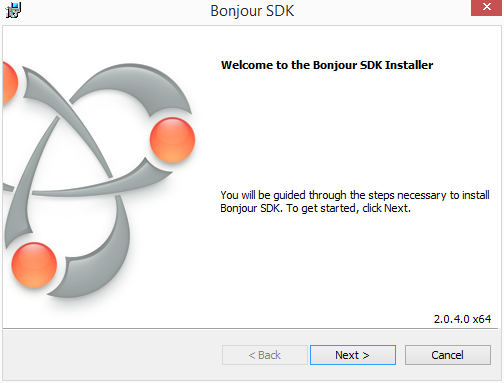 Bonjour SDK
Welcome to the Bonjour SDK Installer
You will be guided through the steps necessary to install
Bonjour SDK. To get started, click Next.
2.0.4.0 x64
< Back
Next >
Cancel